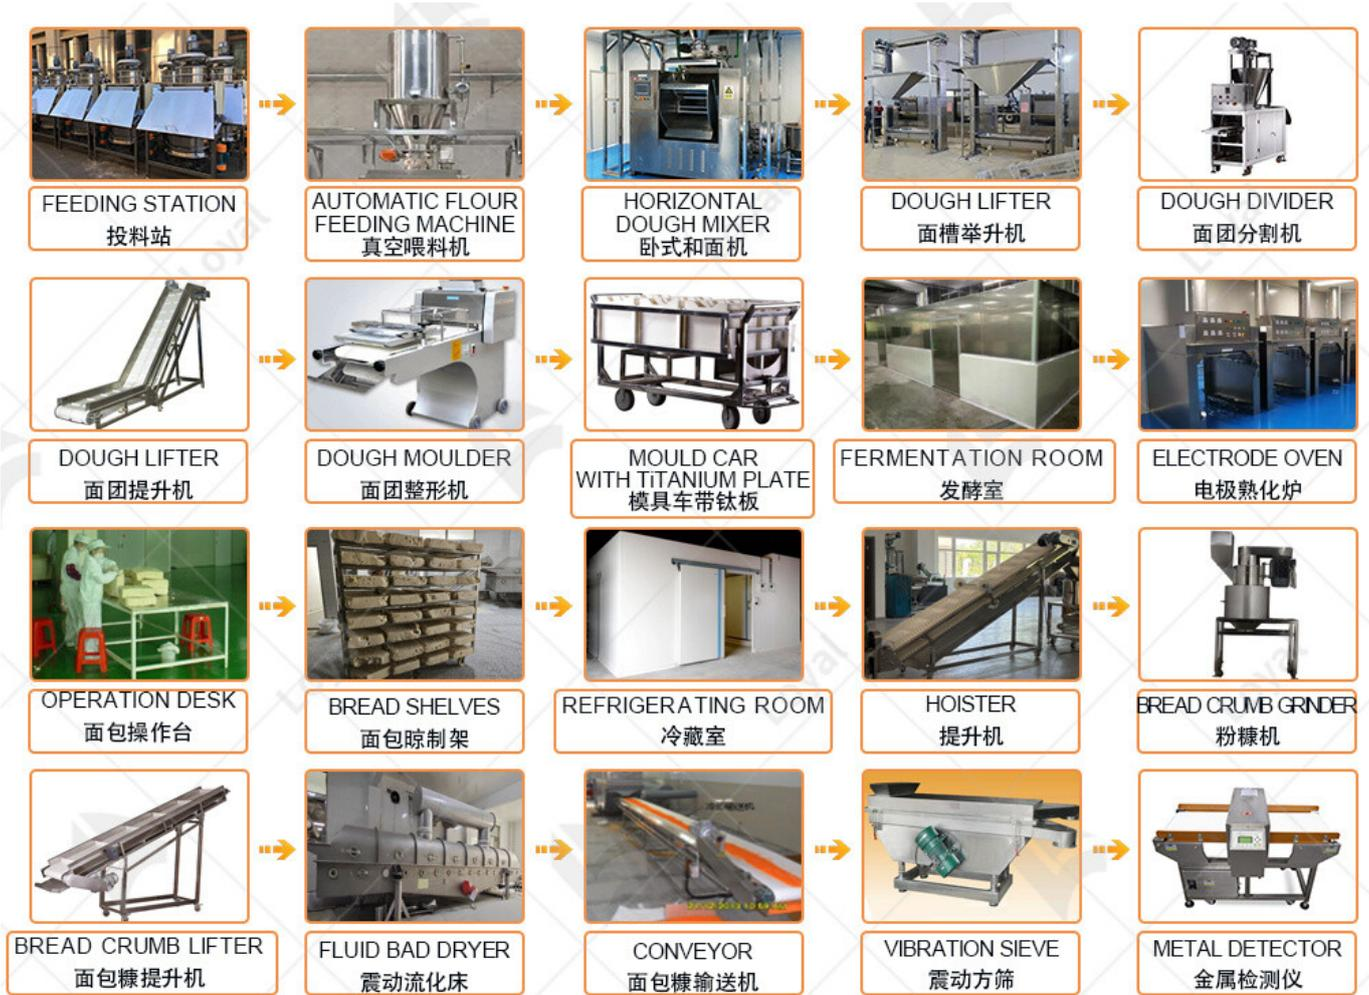 FEEDING STATION
投料站
AUTOMATIC FLOUR
FEEDING MACHINE
真空喂料机
HORIZONTAL
DOUGH MIXER
卧式和面机
DOUGH LIFTER
面槽举升机
DOUGH DIVIDER
面团分割机
DOUGH LIFTER
面团提升机
DOUGH MOULDER
面团整形机
MOULD CAR
WITH TiTANIUM PLATE
模具车带钛板
FERMENTATION ROOM
发酵室
ELECTRODE OVEN
电极熟化炉
OPERATION DESK
面包操作台
BREAD SHELVES
面包晾制架
REFRIGERATING ROOM
冷藏室
HOISTER
提升机
BREAD CRUMB GRINDER
粉糠机
BREAD CRUMB LIFTER
面包糠提升机
FLUID BAD DRYER
震动流化床
CONVEYOR
面包糠输送机
VIBRATION SIEVE
震动方筛
METAL DETECTOR
金属检测仪
Loyal
Loyal
Loyal
Loyal